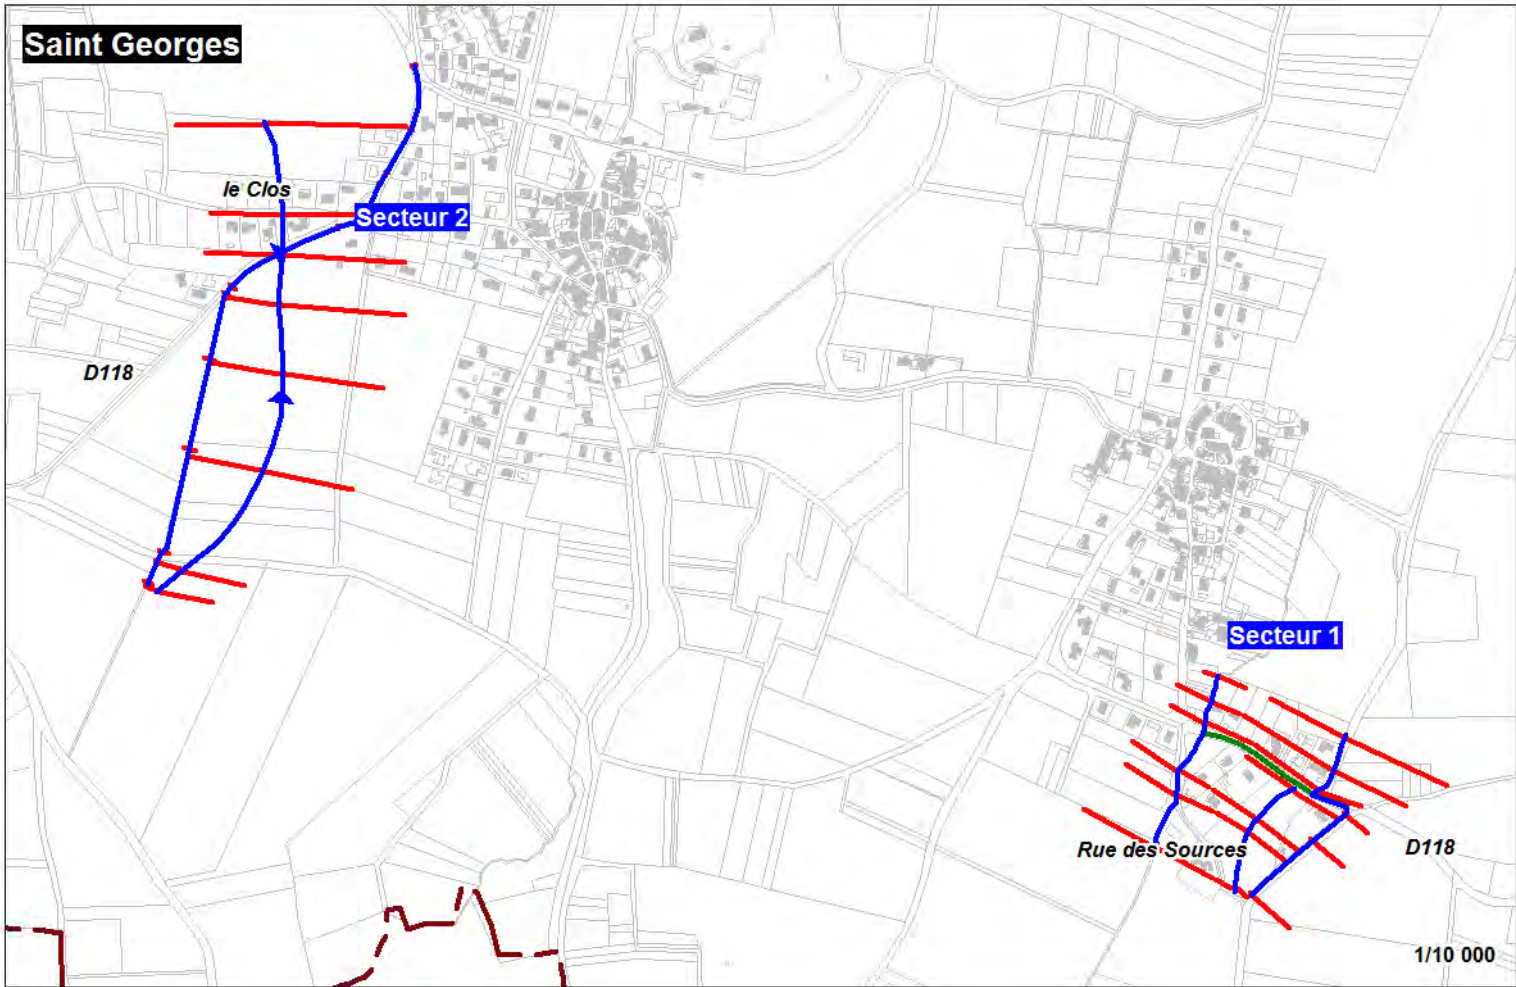 Saint Georges
le Clos
Secteur 2
D118
Secteur 1
Rue des Sources
D118
1/10 000